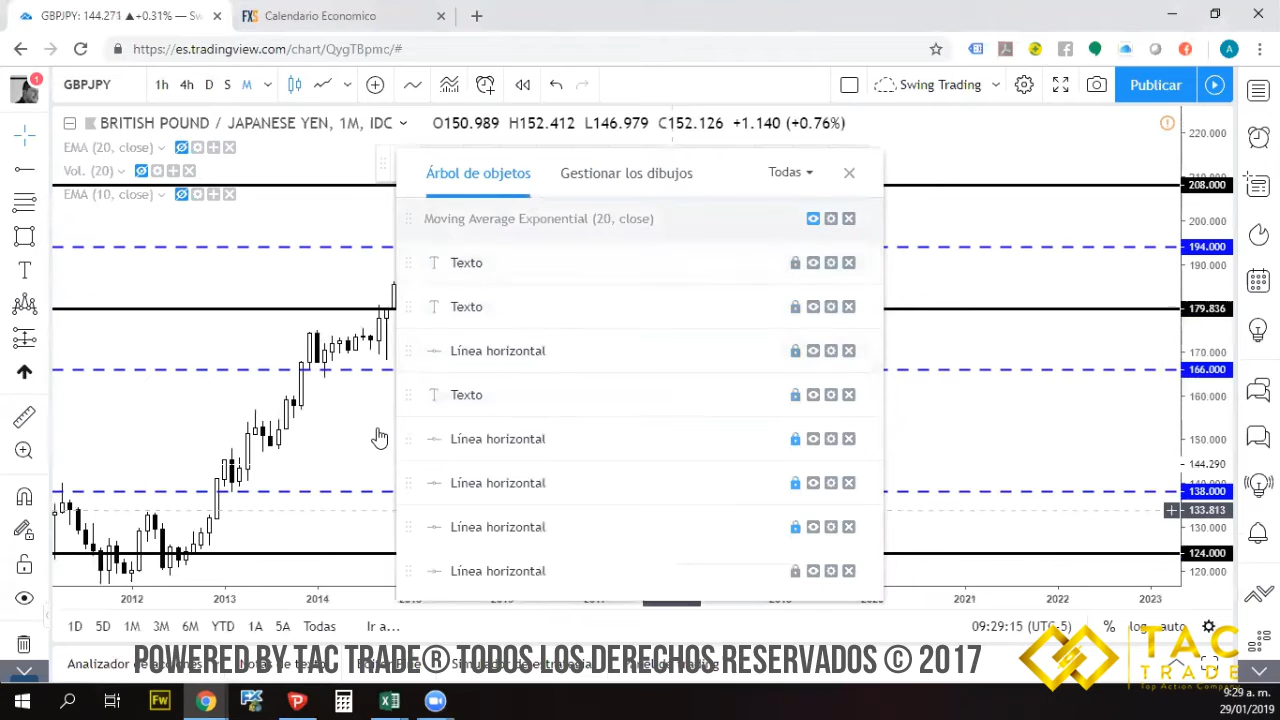 GBPJPY: 144.271 ▲+0.31% — Sw
Calendario Economico
https://es.tradingview.com/chart/QygTBpmc/#
A
1
GBPJPY 1h 4h D S M
Swing Trading
Publicar
BRITISH POUND / JAPANESE YEN, 1M, IDC
O150.989 H152.412 L146.979 C152.126 +1.140 (+0.76%)
EMA (20, close)
Vol. (20)
EMA (10, close)
Árbol de objetos Gestionar los dibujos Todas
Moving Average Exponential (20, close)
Texto
Texto
Línea horizontal
Texto
Línea horizontal
Línea horizontal
Línea horizontal
Línea horizontal
220.000
208.000
200.000
194.000
190.000
179.836
170.000
166.000
160.000
150.000
144.290
138.000
133.813
130.000
124.000
120.000
2012 2013 2014 2021 2022 2023
1D 5D 1M 3M 6M YTD 1A 5A Todas Ir a...
09:29:15 (UTC-5) % log auto
POWERED BY TAC TRADE® TODOS LOS DERECHOS RESERVADOS © 2017
TAC
TRADE
Top Action Company
Fw
9:29 a. m.
29/01/2019